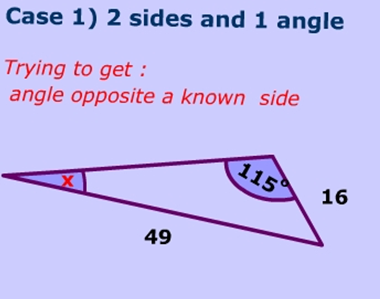 Case 1) 2 sides and 1 angle
Trying to get :
angle opposite a known side
115°
x
16
49